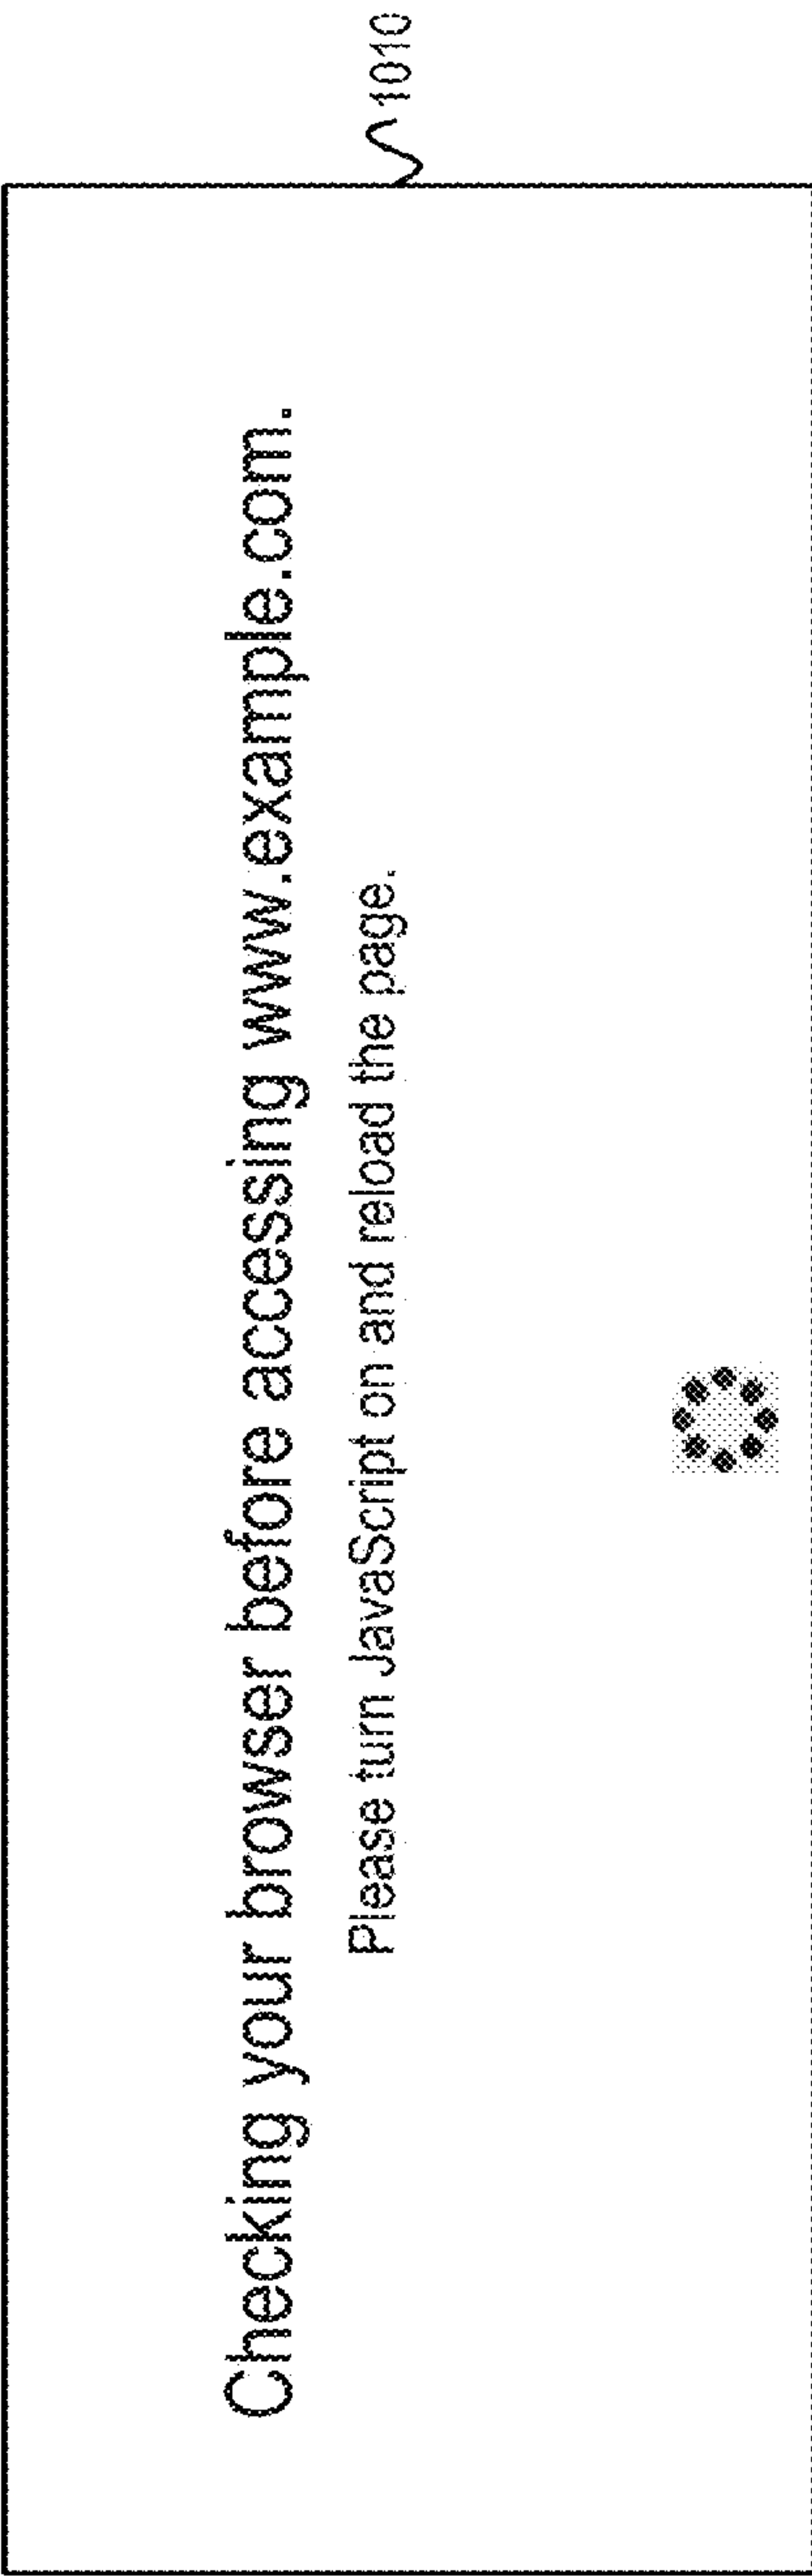 Checking your browser before accessing www.example.com.
Please turn JavaScript on and reload the page.
1010